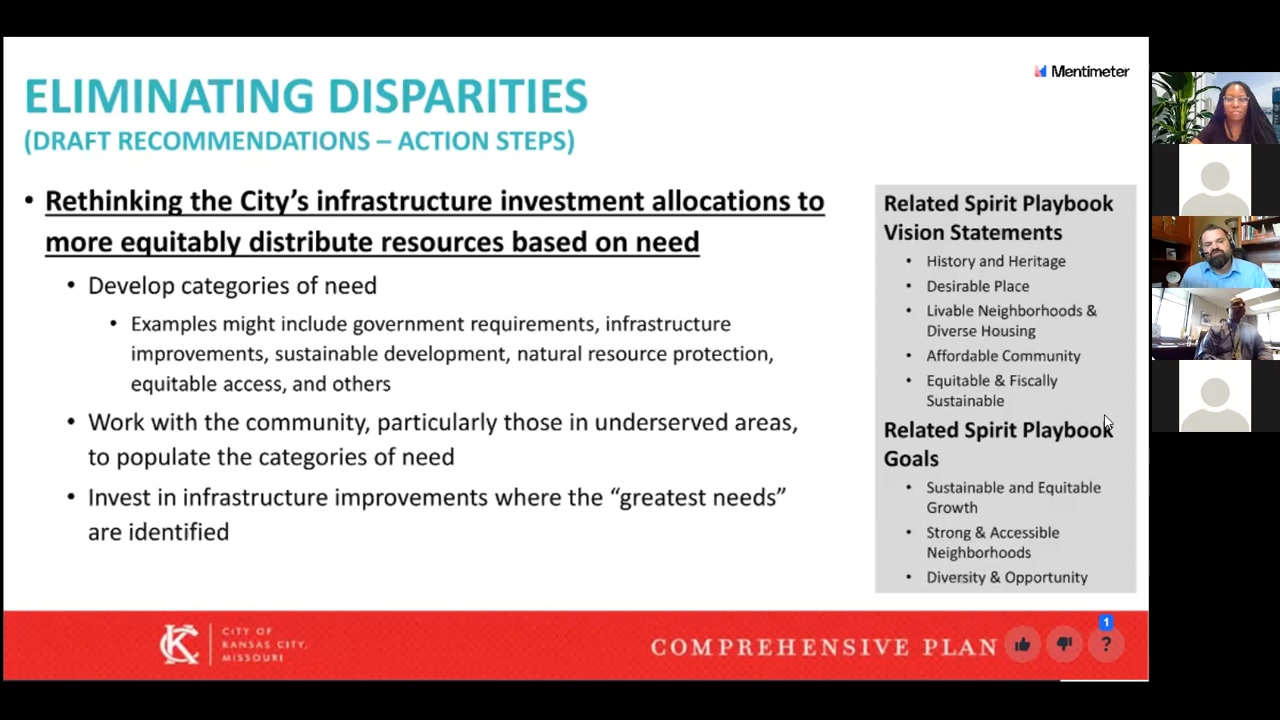 Mentimeter
ELIMINATING DISPARITIES
(DRAFT RECOMMENDATIONS – ACTION STEPS)
• Rethinking the City's infrastructure investment allocations to
more equitably distribute resources based on need
• Develop categories of need
• Examples might include government requirements, infrastructure
improvements, sustainable development, natural resource protection,
equitable access, and others
• Work with the community, particularly those in underserved areas,
to populate the categories of need
• Invest in infrastructure improvements where the “greatest needs”
are identified
Related Spirit Playbook
Vision Statements
• History and Heritage
• Desirable Place
• Livable Neighborhoods &
Diverse Housing
• Affordable Community
• Equitable & Fiscally
Sustainable
Related Spirit Playbook
Goals
• Sustainable and Equitable
Growth
• Strong & Accessible
Neighborhoods
• Diversity & Opportunity
KC
CITY OF
KANSAS CITY,
MISSOURI
COMPREHENSIVE PLAN
1
?